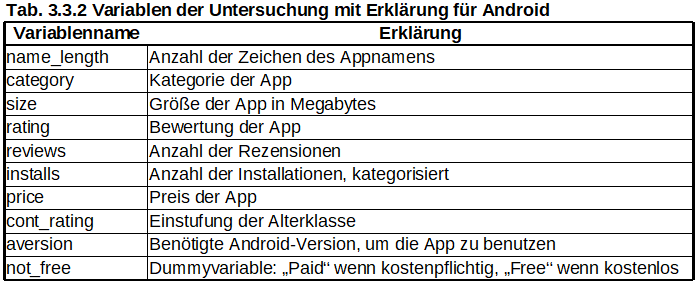 Tab. 3.3.2 Variablen der Untersuchung mit Erklärung für Android
Variablenname Erklärung
name_length Anzahl der Zeichen des Appnamens
category Kategorie der App
size Größe der App in Megabytes
rating Bewertung der App
reviews Anzahl der Rezensionen
installs Anzahl der Installationen, kategorisiert
price Preis der App
cont_rating Einstufung der Alterklasse
aversion Benötigte Android-Version, um die App zu benutzen
not_free Dummyvariable: „Paid“ wenn kostenpflichtig, „Free“ wenn kostenlos